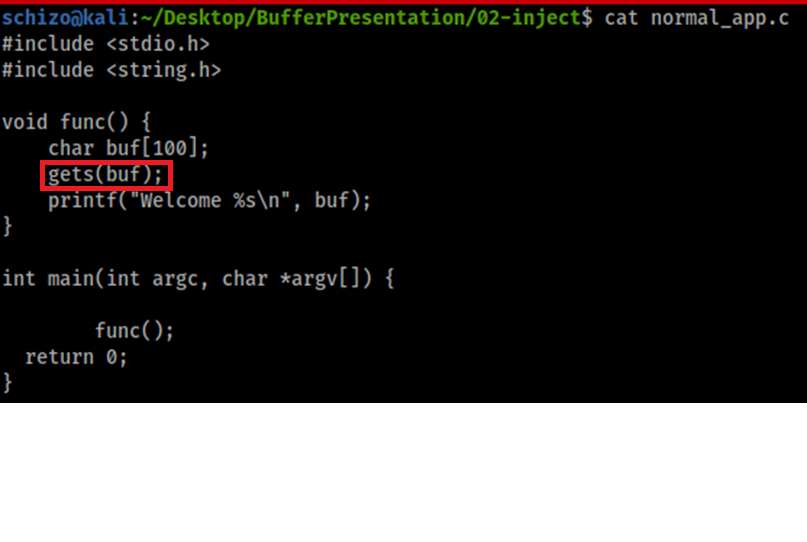 schizo@kali:~/Desktop/BufferPresentation/02-inject$ cat normal_app.c
#include <stdio.h>
#include <string.h>
void func() {
    char buf[100];
    gets(buf);
    printf("Welcome %s\n", buf);
}
int main(int argc, char *argv[]) {
        func();
  return 0;
}